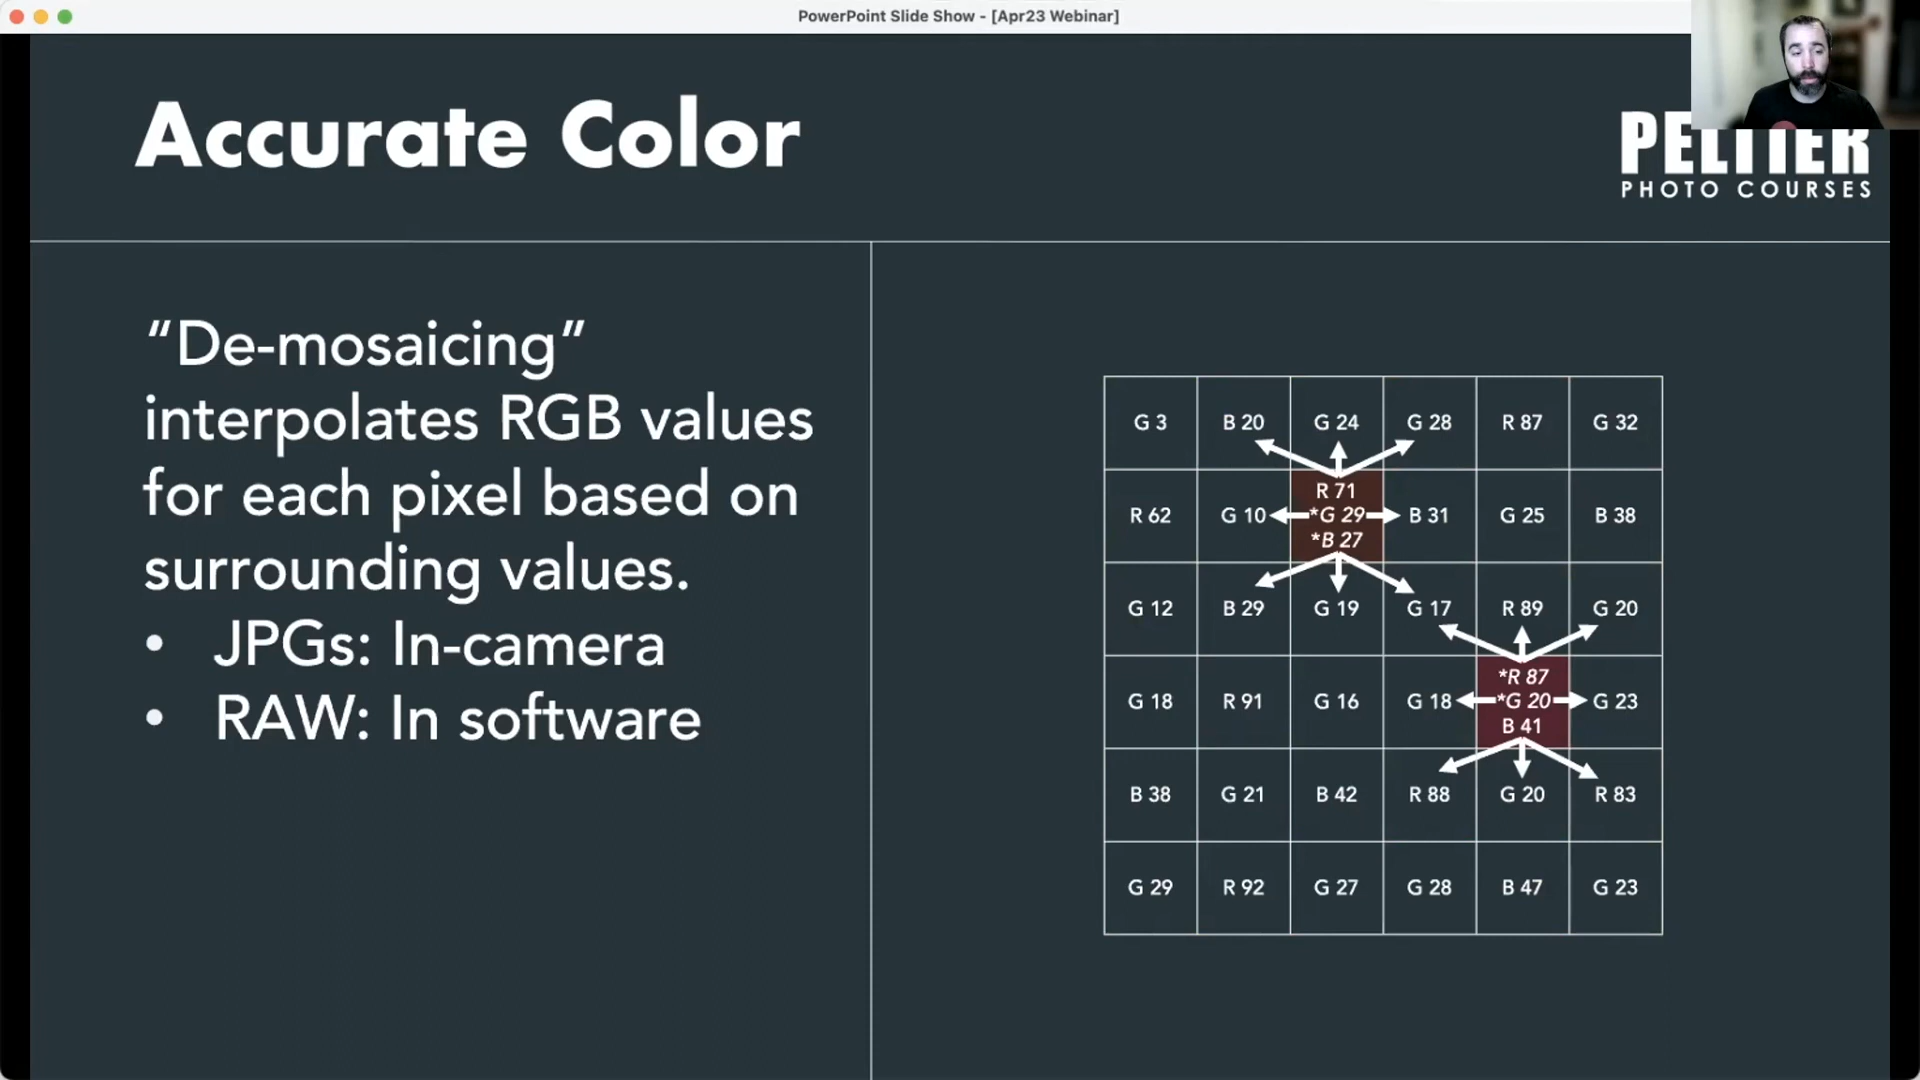 PowerPoint Slide Show - [Apr23 Webinar]
Accurate Color
PELTIER
PHOTO COURSES
“De-mosaicing”
interpolates RGB values
for each pixel based on
surrounding values.
• JPGs: In-camera
• RAW: In software
G 3 B 20 G 24 G 28 R 87 G 32
R 71
R 62 G 10 *G 29 B 31 G 25 B 38
*B 27
G 12 B 29 G 19 G 17 R 89 G 20
*R 87
G 18 R 91 G 16 G 18 *G 20 G 23
B 41
B 38 G 21 B 42 R 88 G 20 R 83
G 29 R 92 G 27 G 28 B 47 G 23